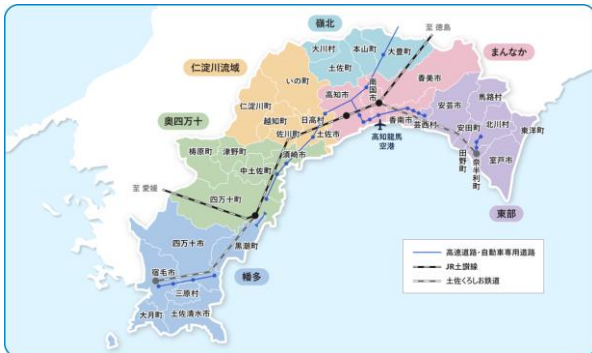 嶺北
至 徳島
大川村
本山町
大豊町
土佐町
まんなか
仁淀川流域
いの町
高知市
南国市
香美市
仁淀川町
日高村
越知町
佐川町
土佐市
香南市
高知龍馬
空港
芸西村
安芸市
馬路村
安田町
北川村
東洋町
田野町
奈半利町
室戸市
東部
奥四万十
梼原町
津野町
須崎市
中土佐町
至 愛媛
四万十町
四万十市
黒潮町
宿毛市
幡多
三原村
大月町
土佐清水市
高速道路・自動車専用道路
JR土讃線
土佐くろしお鉄道